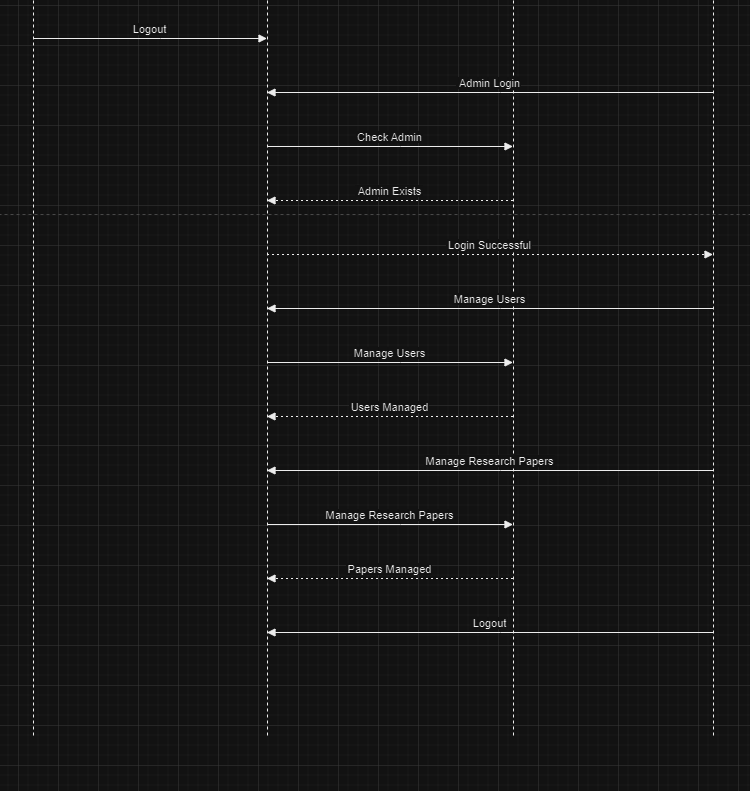 Logout
Admin Login
Check Admin
Admin Exists
Login Successful
Manage Users
Manage Users
Users Managed
Manage Research Papers
Manage Research Papers
Papers Managed
Logout